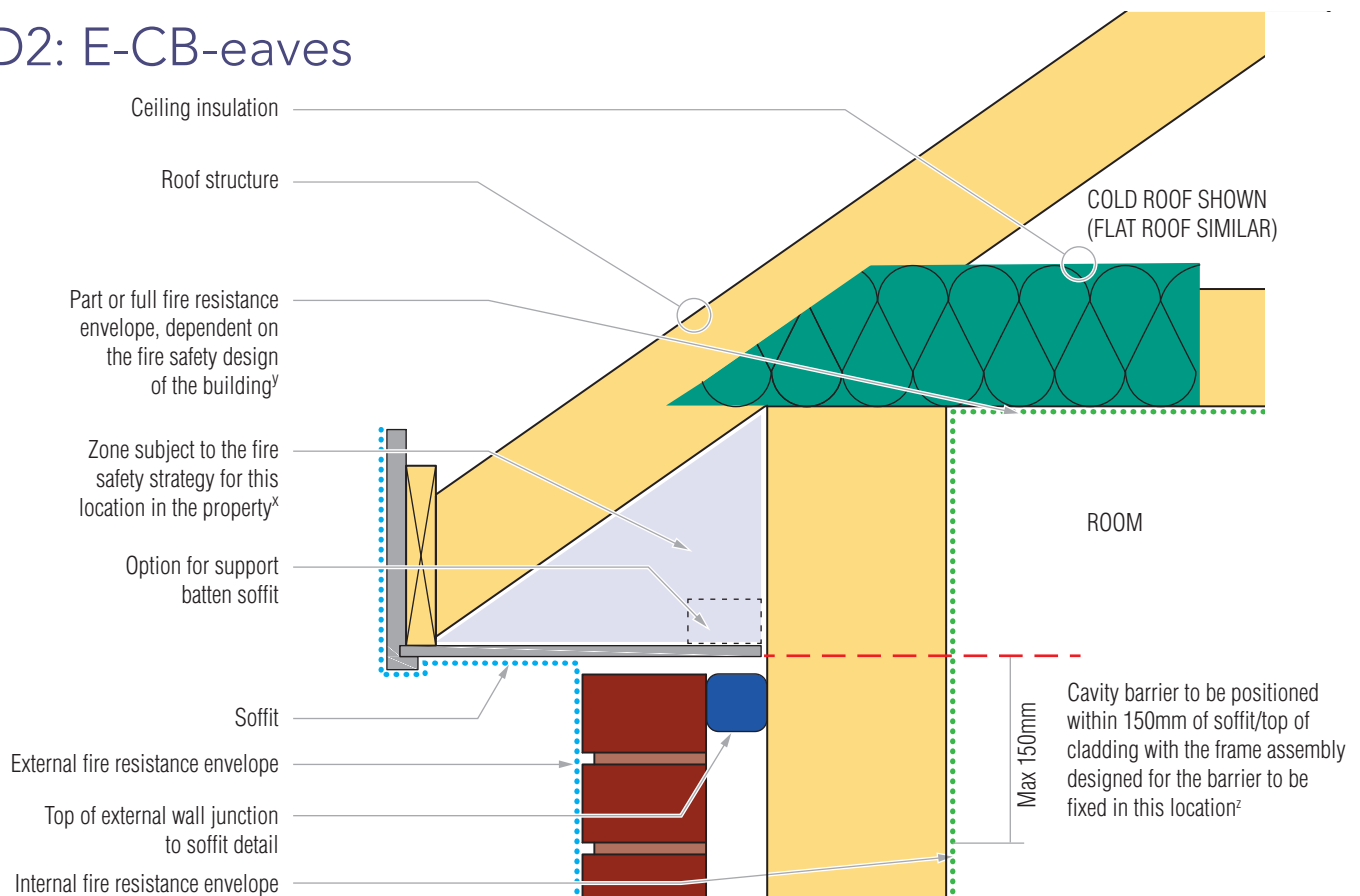 D2: E-CB-eaves
Ceiling insulation
Roof structure
COLD ROOF SHOWN
(FLAT ROOF SIMILAR)
Part or full fire resistance
envelope, dependent on
the fire safety design
of the buildingʸ
Zone subject to the fire
safety strategy for this
location in the propertyˣ
ROOM
Option for support
batten soffit
Soffit
External fire resistance envelope
Top of external wall junction
to soffit detail
Internal fire resistance envelope
Max 150mm
Cavity barrier to be positioned
within 150mm of soffit/top of
cladding with the frame assembly
designed for the barrier to be
fixed in this locationᶻ